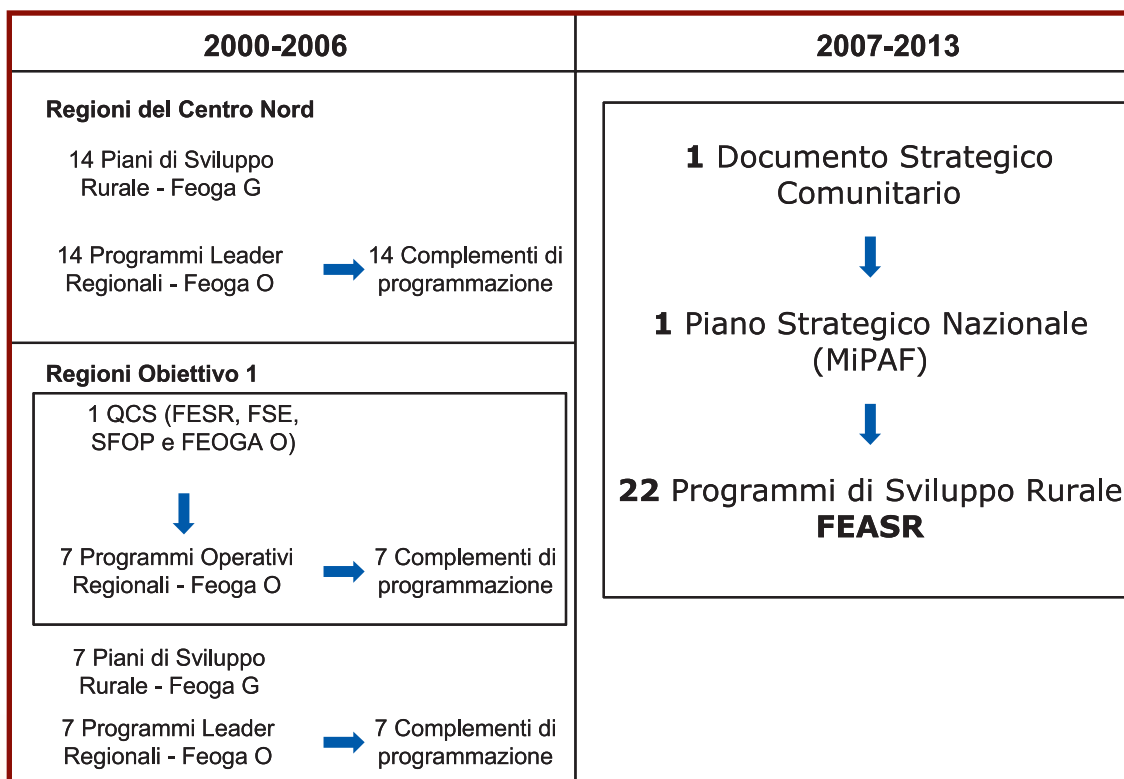 2000-2006
2007-2013
Regioni del Centro Nord
14 Piani di Sviluppo
Rurale - Feoga G
14 Programmi Leader
Regionali - Feoga O
14 Complementi di
programmazione
Regioni Obiettivo 1
1 QCS (FESR, FSE,
SFOP e FEOGA O)
7 Programmi Operativi
Regionali - Feoga O
7 Complementi di
programmazione
7 Piani di Sviluppo
Rurale - Feoga G
7 Programmi Leader
Regionali - Feoga O
7 Complementi di
programmazione
1 Documento Strategico
Comunitario
1 Piano Strategico Nazionale
(MiPAF)
22 Programmi di Sviluppo Rurale
FEASR